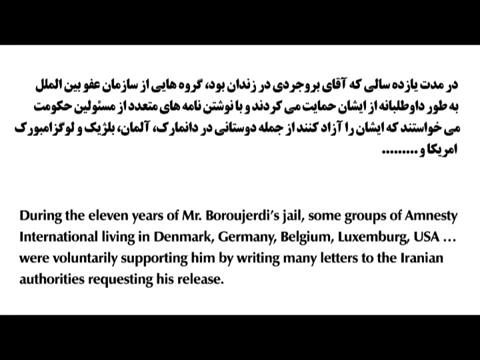 در مدت یازده سالی که آقای بروجردی در زندان بود، گروه هایی از سازمان عفو بین الملل
به طور داوطلبانه از ایشان حمایت می کردند و با نوشتن نامه های متعدد از مسئولین حکومت
می خواستند که ایشان را آزاد کنند از جمله دوستانی در دانمارک، آلمان، بلژیک و لوگزامبورک
امریکا و .........
During the eleven years of Mr. Boroujerdi's jail, some groups of Amnesty
International living in Denmark, Germany, Belgium, Luxemburg, USA ...
were voluntarily supporting him by writing many letters to the Iranian
authorities requesting his release.